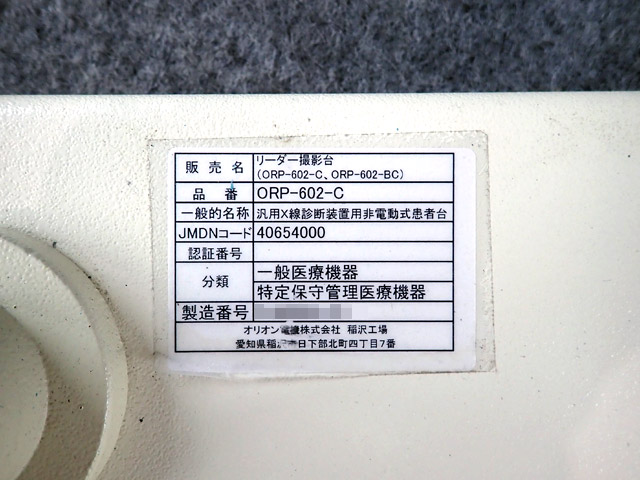 販売名 リーダー撮影台
(ORP-602-C、ORP-602-BC)
品番 ORP-602-C
一般的名称 汎用X線診断装置用非電動式患者台
JMDNコード 40654000
認証番号
分類 一般医療機器
特定保守管理医療機器
製造番号
オリオン電機株式会社 稲沢工場
愛知県稲沢市日下部北町四丁目7番